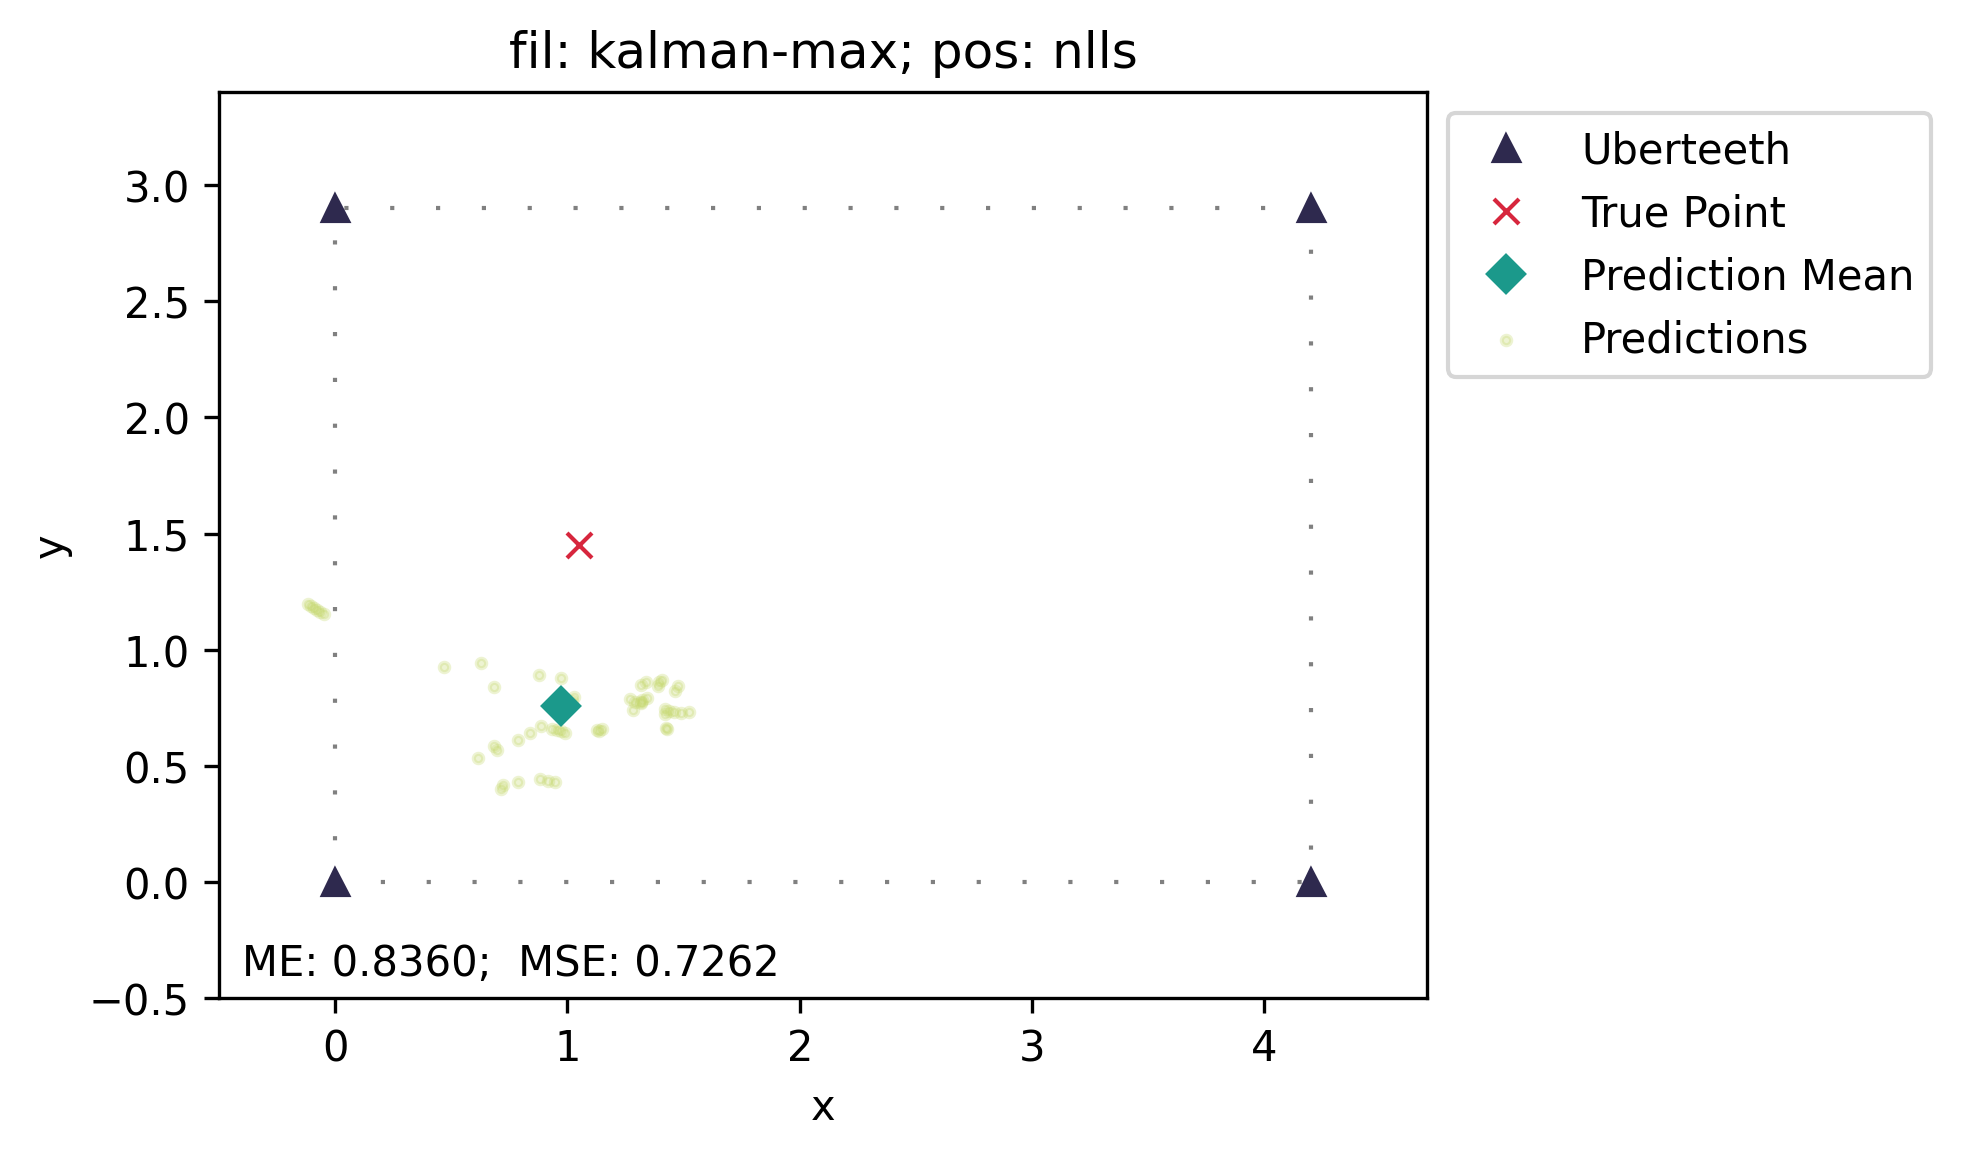 fil: kalman-max; pos: nlls
3.0
2.5
2.0
1.5
1.0
0.5
0.0
−0.5
y
0 1 2 3 4
x
ME: 0.8360;  MSE: 0.7262
Uberteeth
True Point
Prediction Mean
Predictions